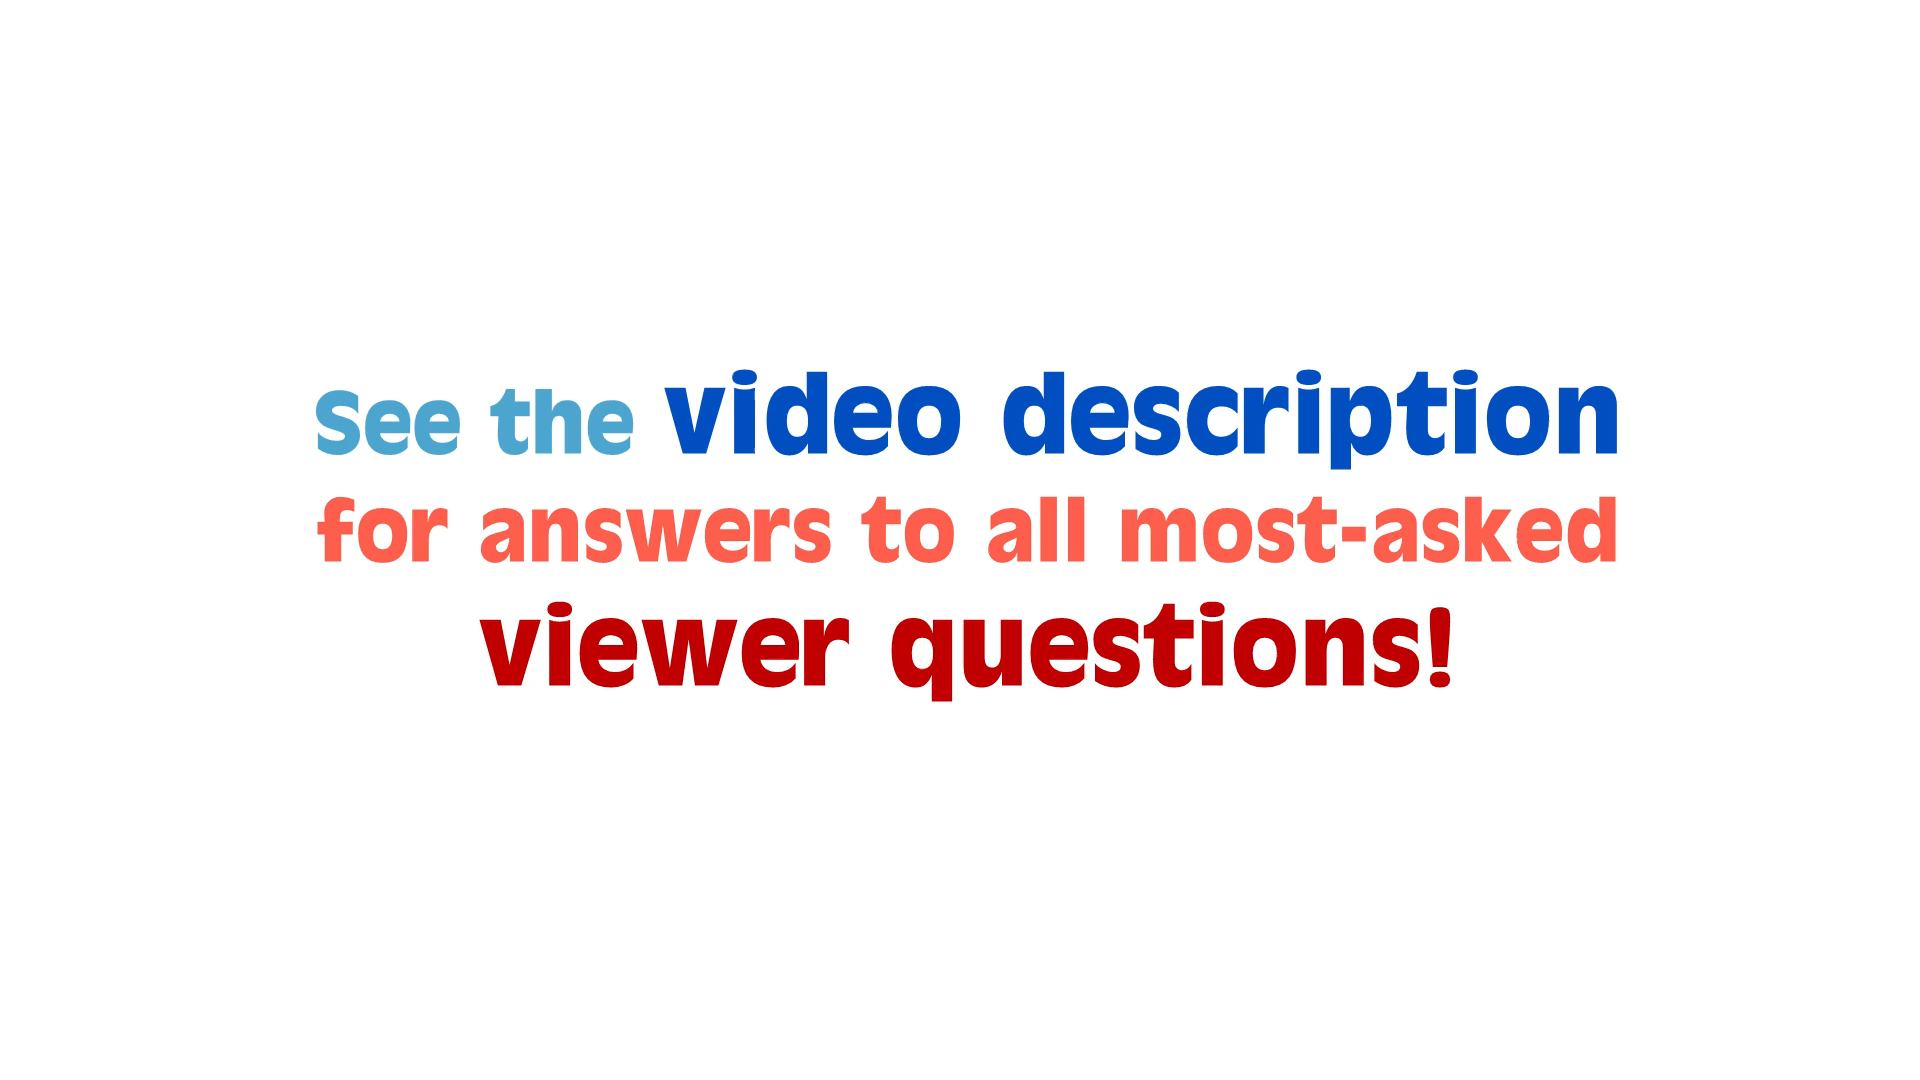 See the video description
for answers to all most-asked
viewer questions!